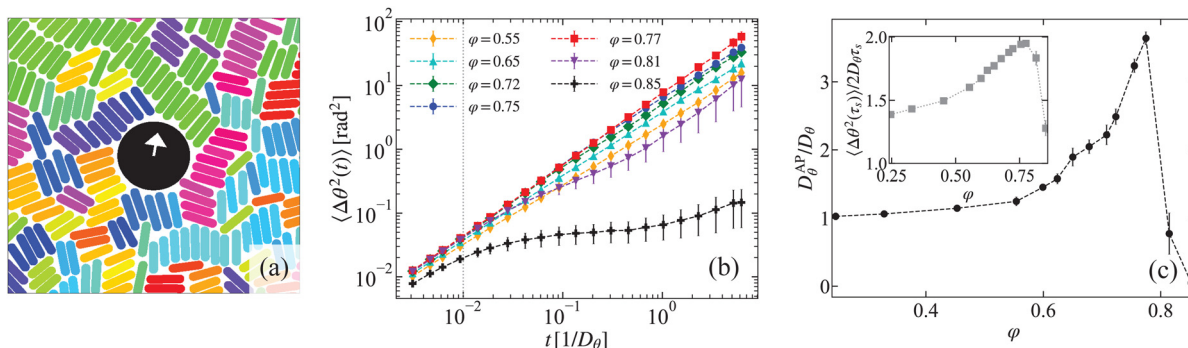 (a)
⟨Δθ²(t)⟩ [rad²]
10²
10¹
10⁰
10⁻¹
10⁻²
φ = 0.55
φ = 0.65
φ = 0.72
φ = 0.75
φ = 0.77
φ = 0.81
φ = 0.85
(b)
10⁻² 10⁻¹ 10⁰
t [1/D_θ]
D_θ^AP/D_θ
3
2
1
0
⟨Δθ²(τ_s)⟩/2D_θτ_s
2.0
1.5
1.0
0.25 0.50 0.75
φ
(c)
0.4 0.6 0.8
φ